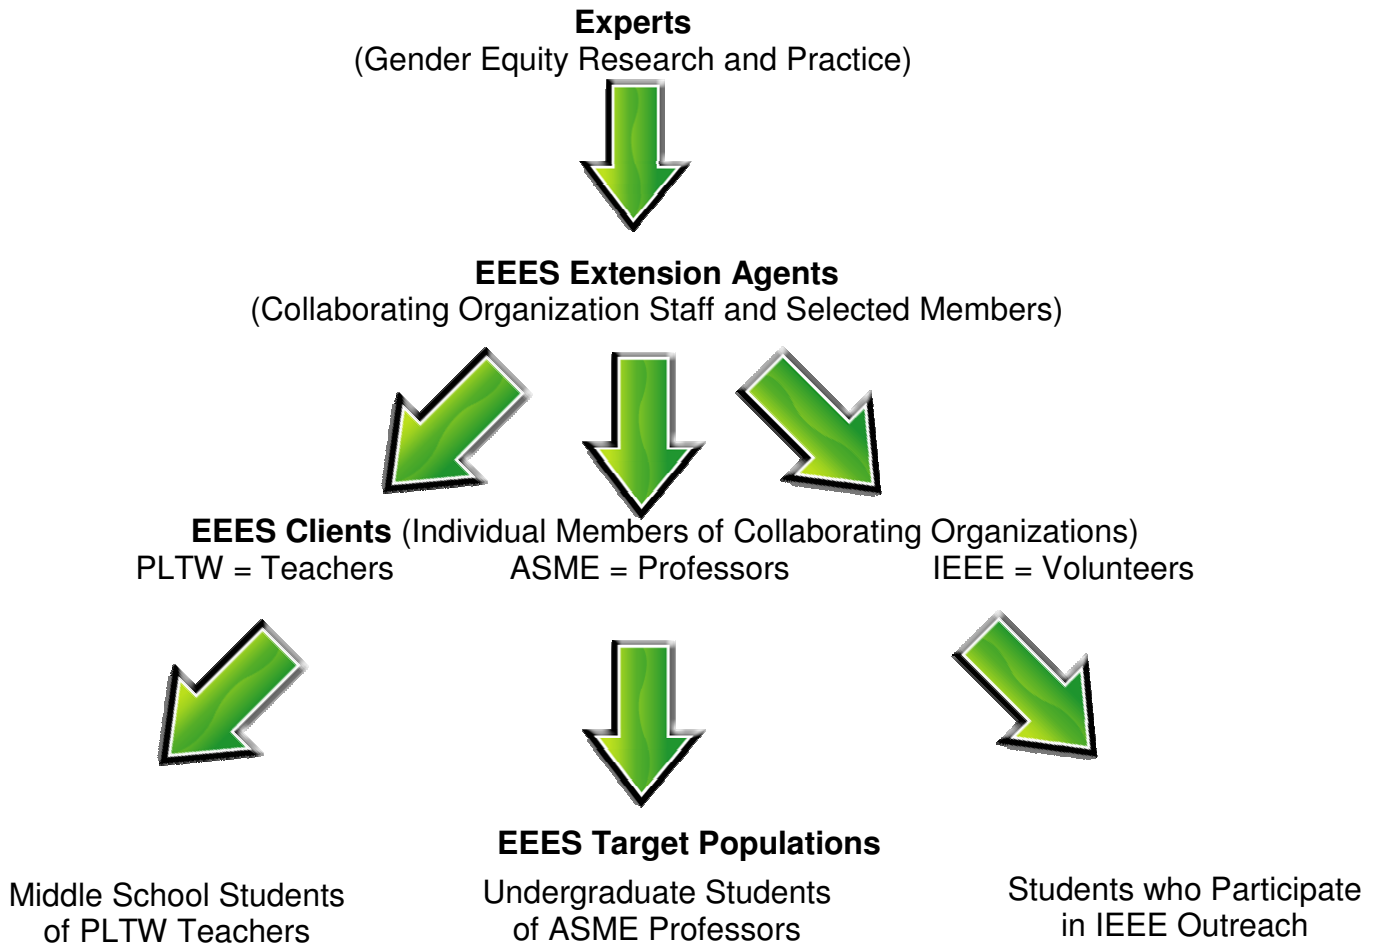 Experts
(Gender Equity Research and Practice)
EEES Extension Agents
(Collaborating Organization Staff and Selected Members)
EEES Clients (Individual Members of Collaborating Organizations)
PLTW = Teachers ASME = Professors IEEE = Volunteers
EEES Target Populations
Middle School Students
of PLTW Teachers
Undergraduate Students
of ASME Professors
Students who Participate
in IEEE Outreach